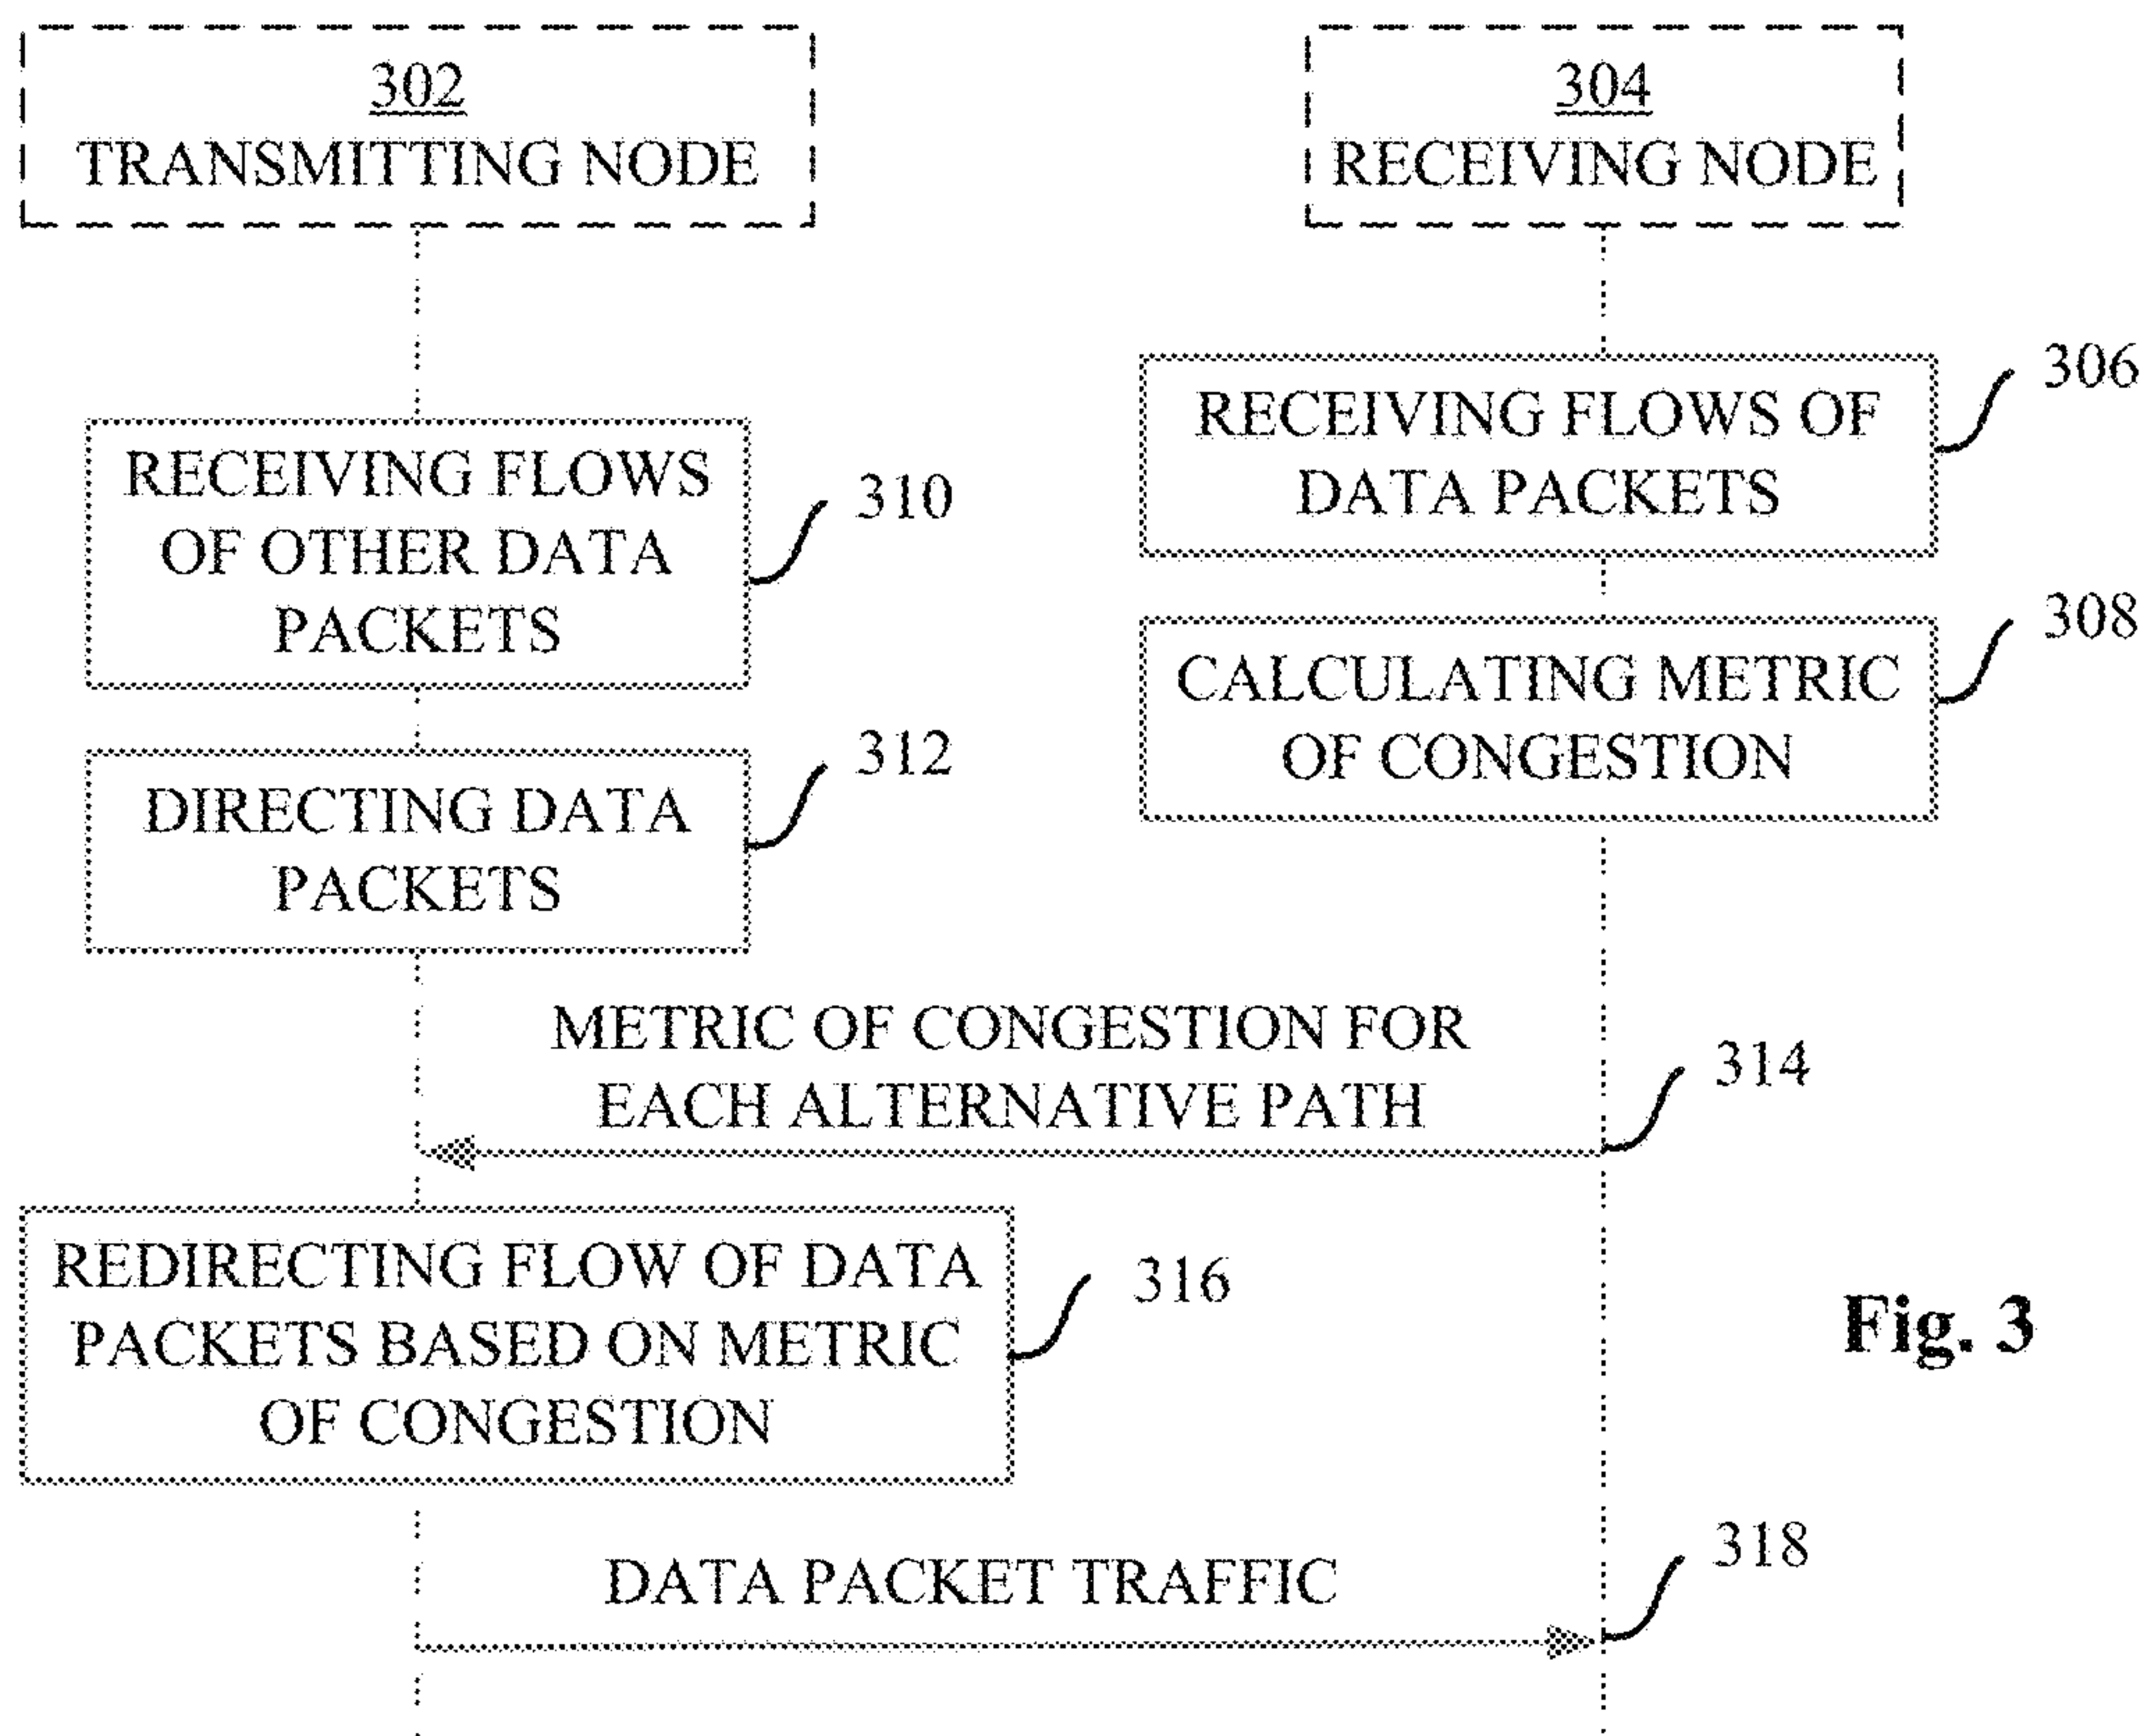 302
TRANSMITTING NODE
304
RECEIVING NODE
306
RECEIVING FLOWS OF
DATA PACKETS
310
RECEIVING FLOWS
OF OTHER DATA
PACKETS
308
CALCULATING METRIC
OF CONGESTION
312
DIRECTING DATA
PACKETS
METRIC OF CONGESTION FOR
EACH ALTERNATIVE PATH
314
REDIRECTING FLOW OF DATA
PACKETS BASED ON METRIC
OF CONGESTION
316
Fig. 3
DATA PACKET TRAFFIC
318